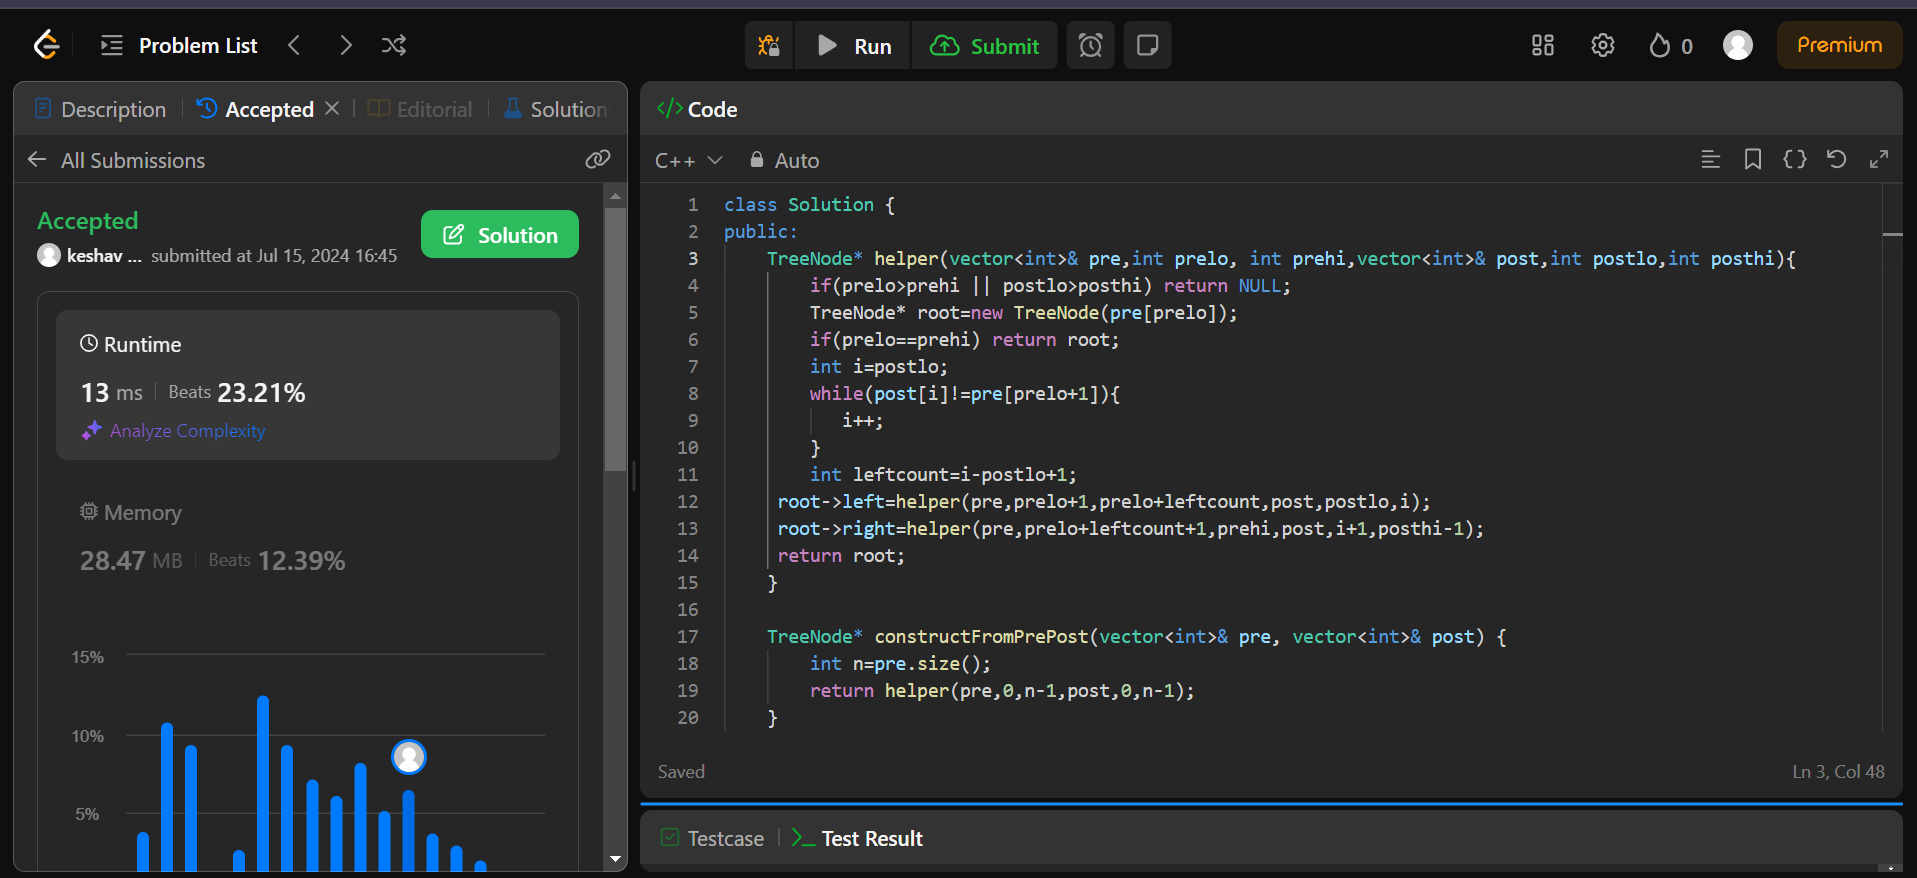 Problem List
Run
Submit
0
Premium
Description
Accepted
Editorial
Solution
All Submissions
Accepted
keshav ... submitted at Jul 15, 2024 16:45
Solution
Runtime
13 ms Beats 23.21%
Analyze Complexity
Memory
28.47 MB Beats 12.39%
15%
10%
5%
</> Code
C++ Auto
1 class Solution {
2 public:
3 TreeNode* helper(vector<int>& pre,int prelo, int prehi,vector<int>& post,int postlo,int posthi){
4 if(prelo>prehi || postlo>posthi) return NULL;
5 TreeNode* root=new TreeNode(pre[prelo]);
6 if(prelo==prehi) return root;
7 int i=postlo;
8 while(post[i]!=pre[prelo+1]){
9 i++;
10 }
11 int leftcount=i-postlo+1;
12 root->left=helper(pre,prelo+1,prelo+leftcount,post,postlo,i);
13 root->right=helper(pre,prelo+leftcount+1,prehi,post,i+1,posthi-1);
14 return root;
15 }
16
17 TreeNode* constructFromPrePost(vector<int>& pre, vector<int>& post) {
18 int n=pre.size();
19 return helper(pre,0,n-1,post,0,n-1);
20 }
Saved
Ln 3, Col 48
Testcase
Test Result